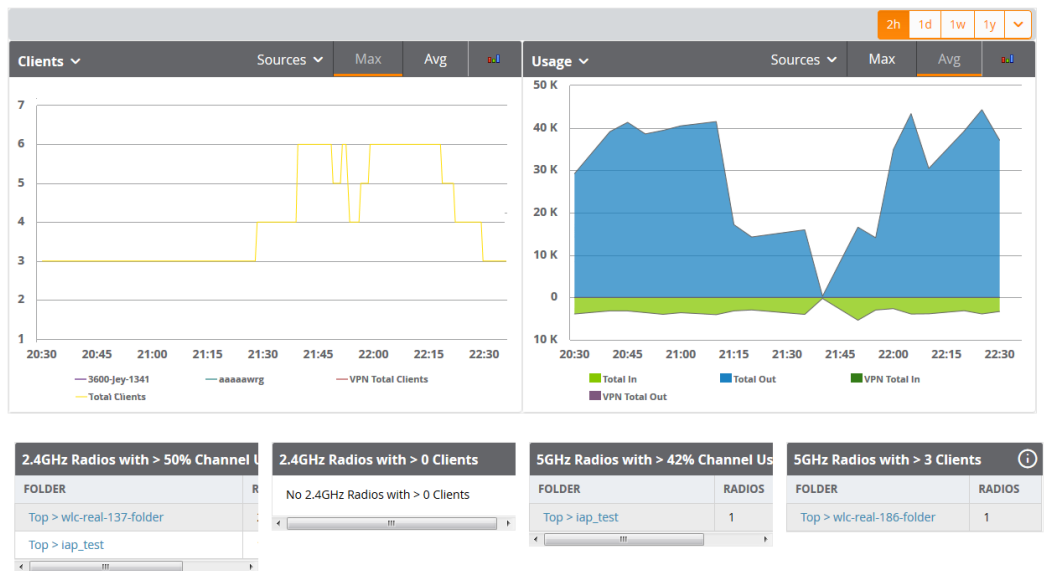 2h 1d 1w 1y
Clients Sources Max Avg
Usage Sources Max Avg
7
6
5
4
3
2
1
20:30 20:45 21:00 21:15 21:30 21:45 22:00 22:15 22:30
3600-Jey-1341 aaaaawrg VPN Total Clients
Total Clients
50 K
40 K
30 K
20 K
10 K
0
10 K
20:30 20:45 21:00 21:15 21:30 21:45 22:00 22:15 22:30
Total In Total Out VPN Total In
VPN Total Out
2.4GHz Radios with > 50% Channel
FOLDER
Top > wlc-real-137-folder
Top > iap_test
2.4GHz Radios with > 0 Clients
No 2.4GHz Radios with > 0 Clients
5GHz Radios with > 42% Channel Us
FOLDER RADIOS
Top > iap_test 1
5GHz Radios with > 3 Clients
FOLDER RADIOS
Top > wlc-real-186-folder 1